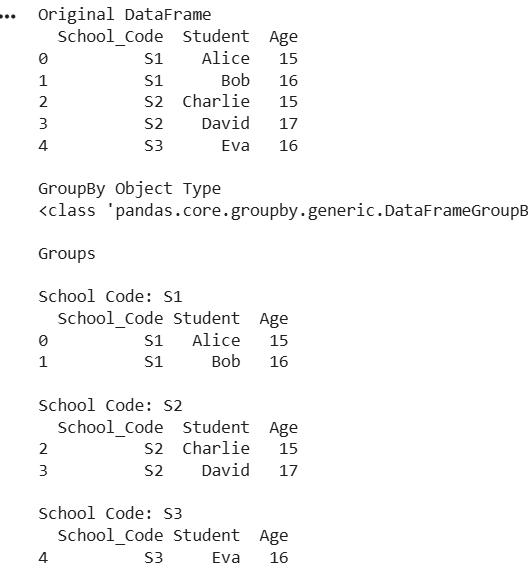 ... Original DataFrame
  School_Code  Student  Age
0          S1    Alice   15
1          S1      Bob   16
2          S2  Charlie   15
3          S2    David   17
4          S3      Eva   16
GroupBy Object Type
<class 'pandas.core.groupby.generic.DataFrameGroupB
Groups
School Code: S1
  School_Code Student  Age
0          S1   Alice   15
1          S1     Bob   16
School Code: S2
  School_Code  Student  Age
2          S2  Charlie   15
3          S2    David   17
School Code: S3
  School_Code Student  Age
4          S3     Eva   16